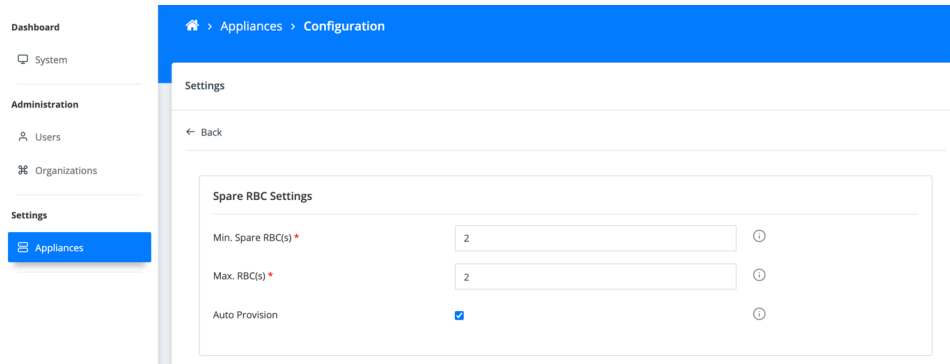 Dashboard
System
Administration
Users
Organizations
Settings
Appliances
Appliances > Configuration
Settings
← Back
Spare RBC Settings
Min. Spare RBC(s) * 2
Max. RBC(s) * 2
Auto Provision